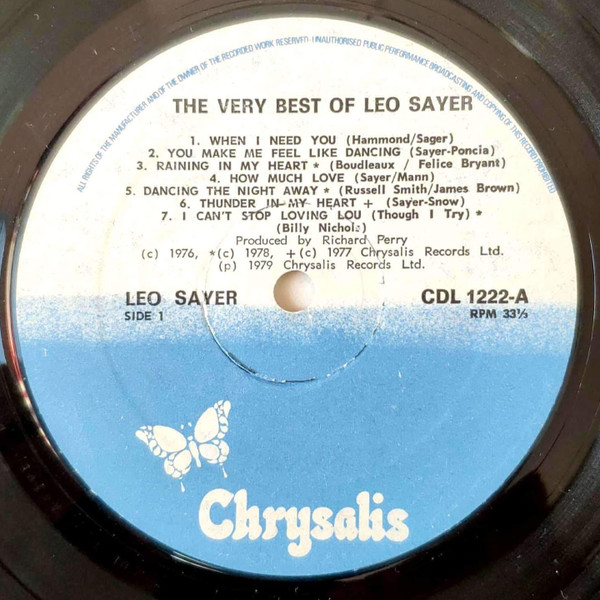 ALL RIGHTS OF THE MANUFACTURER AND OF THE OWNER OF THE RECORDED WORK RESERVED UNAUTHORISED PUBLIC PERFORMANCE BROADCASTING AND COPYING OF THIS RECORD PROHIBITED
THE VERY BEST OF LEO SAYER
1. WHEN I NEED YOU (Hammond/Sager)
2. YOU MAKE ME FEEL LIKE DANCING (Sayer-Poncia)
3. RAINING IN MY HEART * (Boudleaux / Felice Bryant)
4. HOW MUCH LOVE (Sayer/Mann)
5. DANCING THE NIGHT AWAY * (Russell Smith/James Brown)
6. THUNDER IN MY HEART + (Sayer-Snow)
7. I CAN'T STOP LOVING LOU (Though I Try) *
(Billy Nichols)
Produced by Richard Perry
(c) 1976, *(c) 1978, +(c) 1977 Chrysalis Records Ltd.
(p) 1979 Chrysalis Records Ltd.
LEO SAYER CDL 1222-A
SIDE 1 RPM 33⅓
Chrysalis